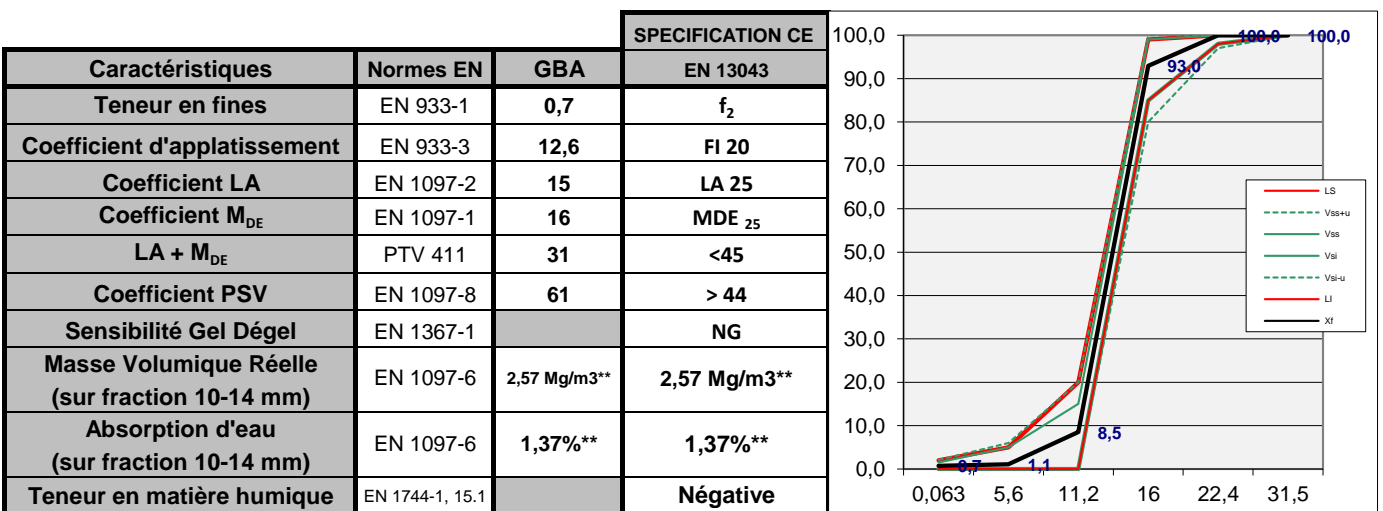 SPECIFICATION CE
Caractéristiques Normes EN GBA EN 13043
Teneur en fines EN 933-1 0,7 f2
Coefficient d'applatissement EN 933-3 12,6 FI 20
Coefficient LA EN 1097-2 15 LA 25
Coefficient MDE EN 1097-1 16 MDE 25
LA + MDE PTV 411 31 <45
Coefficient PSV EN 1097-8 61 > 44
Sensibilité Gel Dégel EN 1367-1 NG
Masse Volumique Réelle
(sur fraction 10-14 mm) EN 1097-6 2,57 Mg/m3** 2,57 Mg/m3**
Absorption d'eau
(sur fraction 10-14 mm) EN 1097-6 1,37%** 1,37%**
Teneur en matière humique EN 1744-1, 15.1 Négative
100,0
90,0
80,0
70,0
60,0
50,0
40,0
30,0
20,0
10,0
0,0
0,063 5,6 11,2 16 22,4 31,5
0,7
1,1
8,5
93,0
100,0
100,0
LS
Vss+u
Vss
Vsi
Vsi-u
LI
Xf